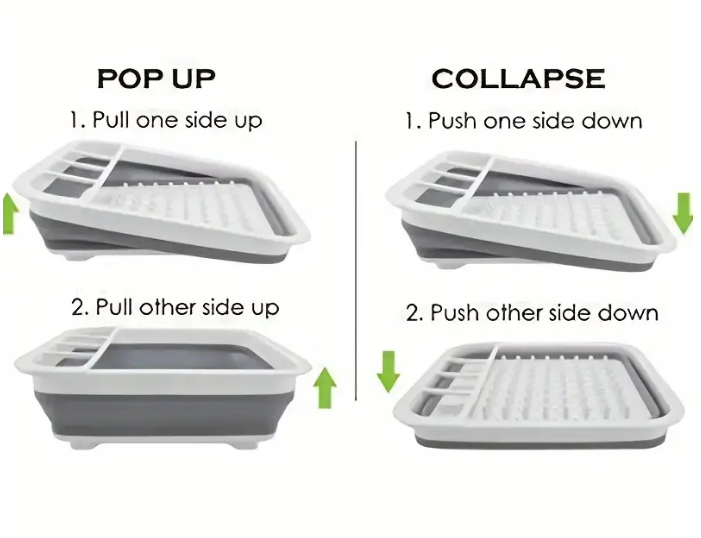 POP UP
1. Pull one side up
2. Pull other side up
COLLAPSE
1. Push one side down
2. Push other side down